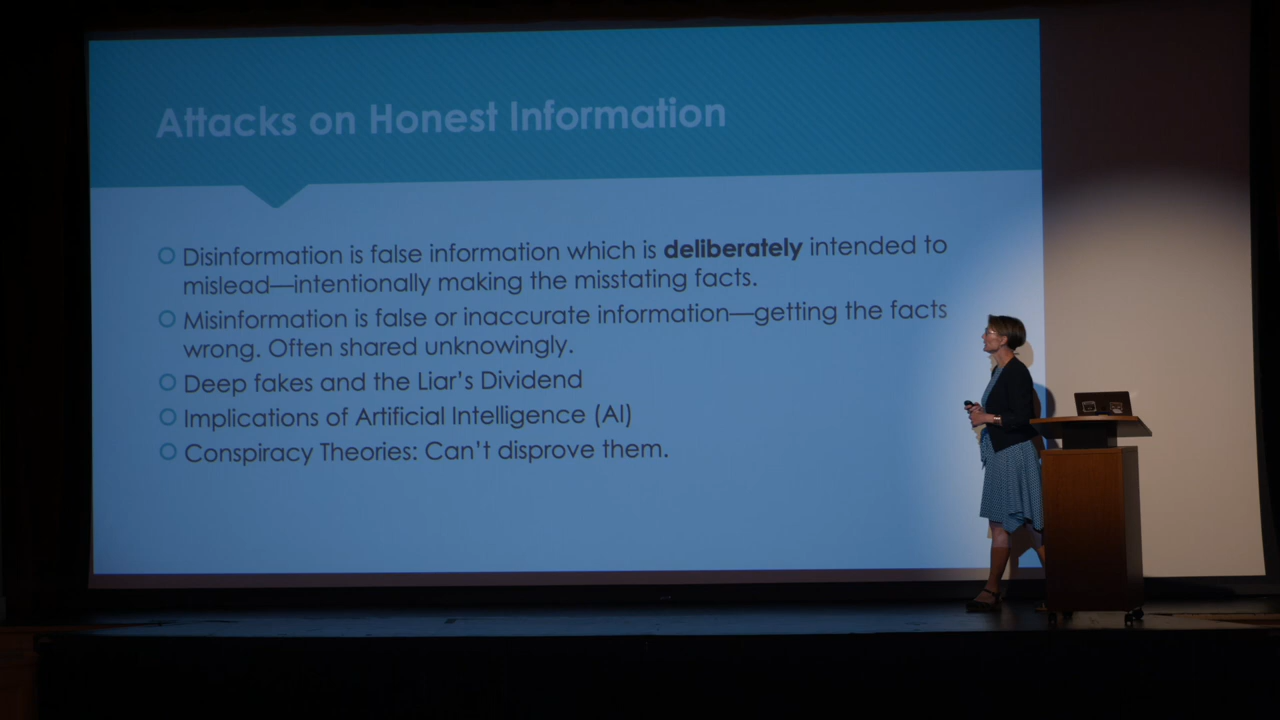 Attacks on Honest Information
Disinformation is false information which is deliberately intended to
mislead—intentionally making the misstating facts.
Misinformation is false or inaccurate information—getting the facts
wrong. Often shared unknowingly.
Deep fakes and the Liar's Dividend
Implications of Artificial Intelligence (AI)
Conspiracy Theories: Can't disprove them.